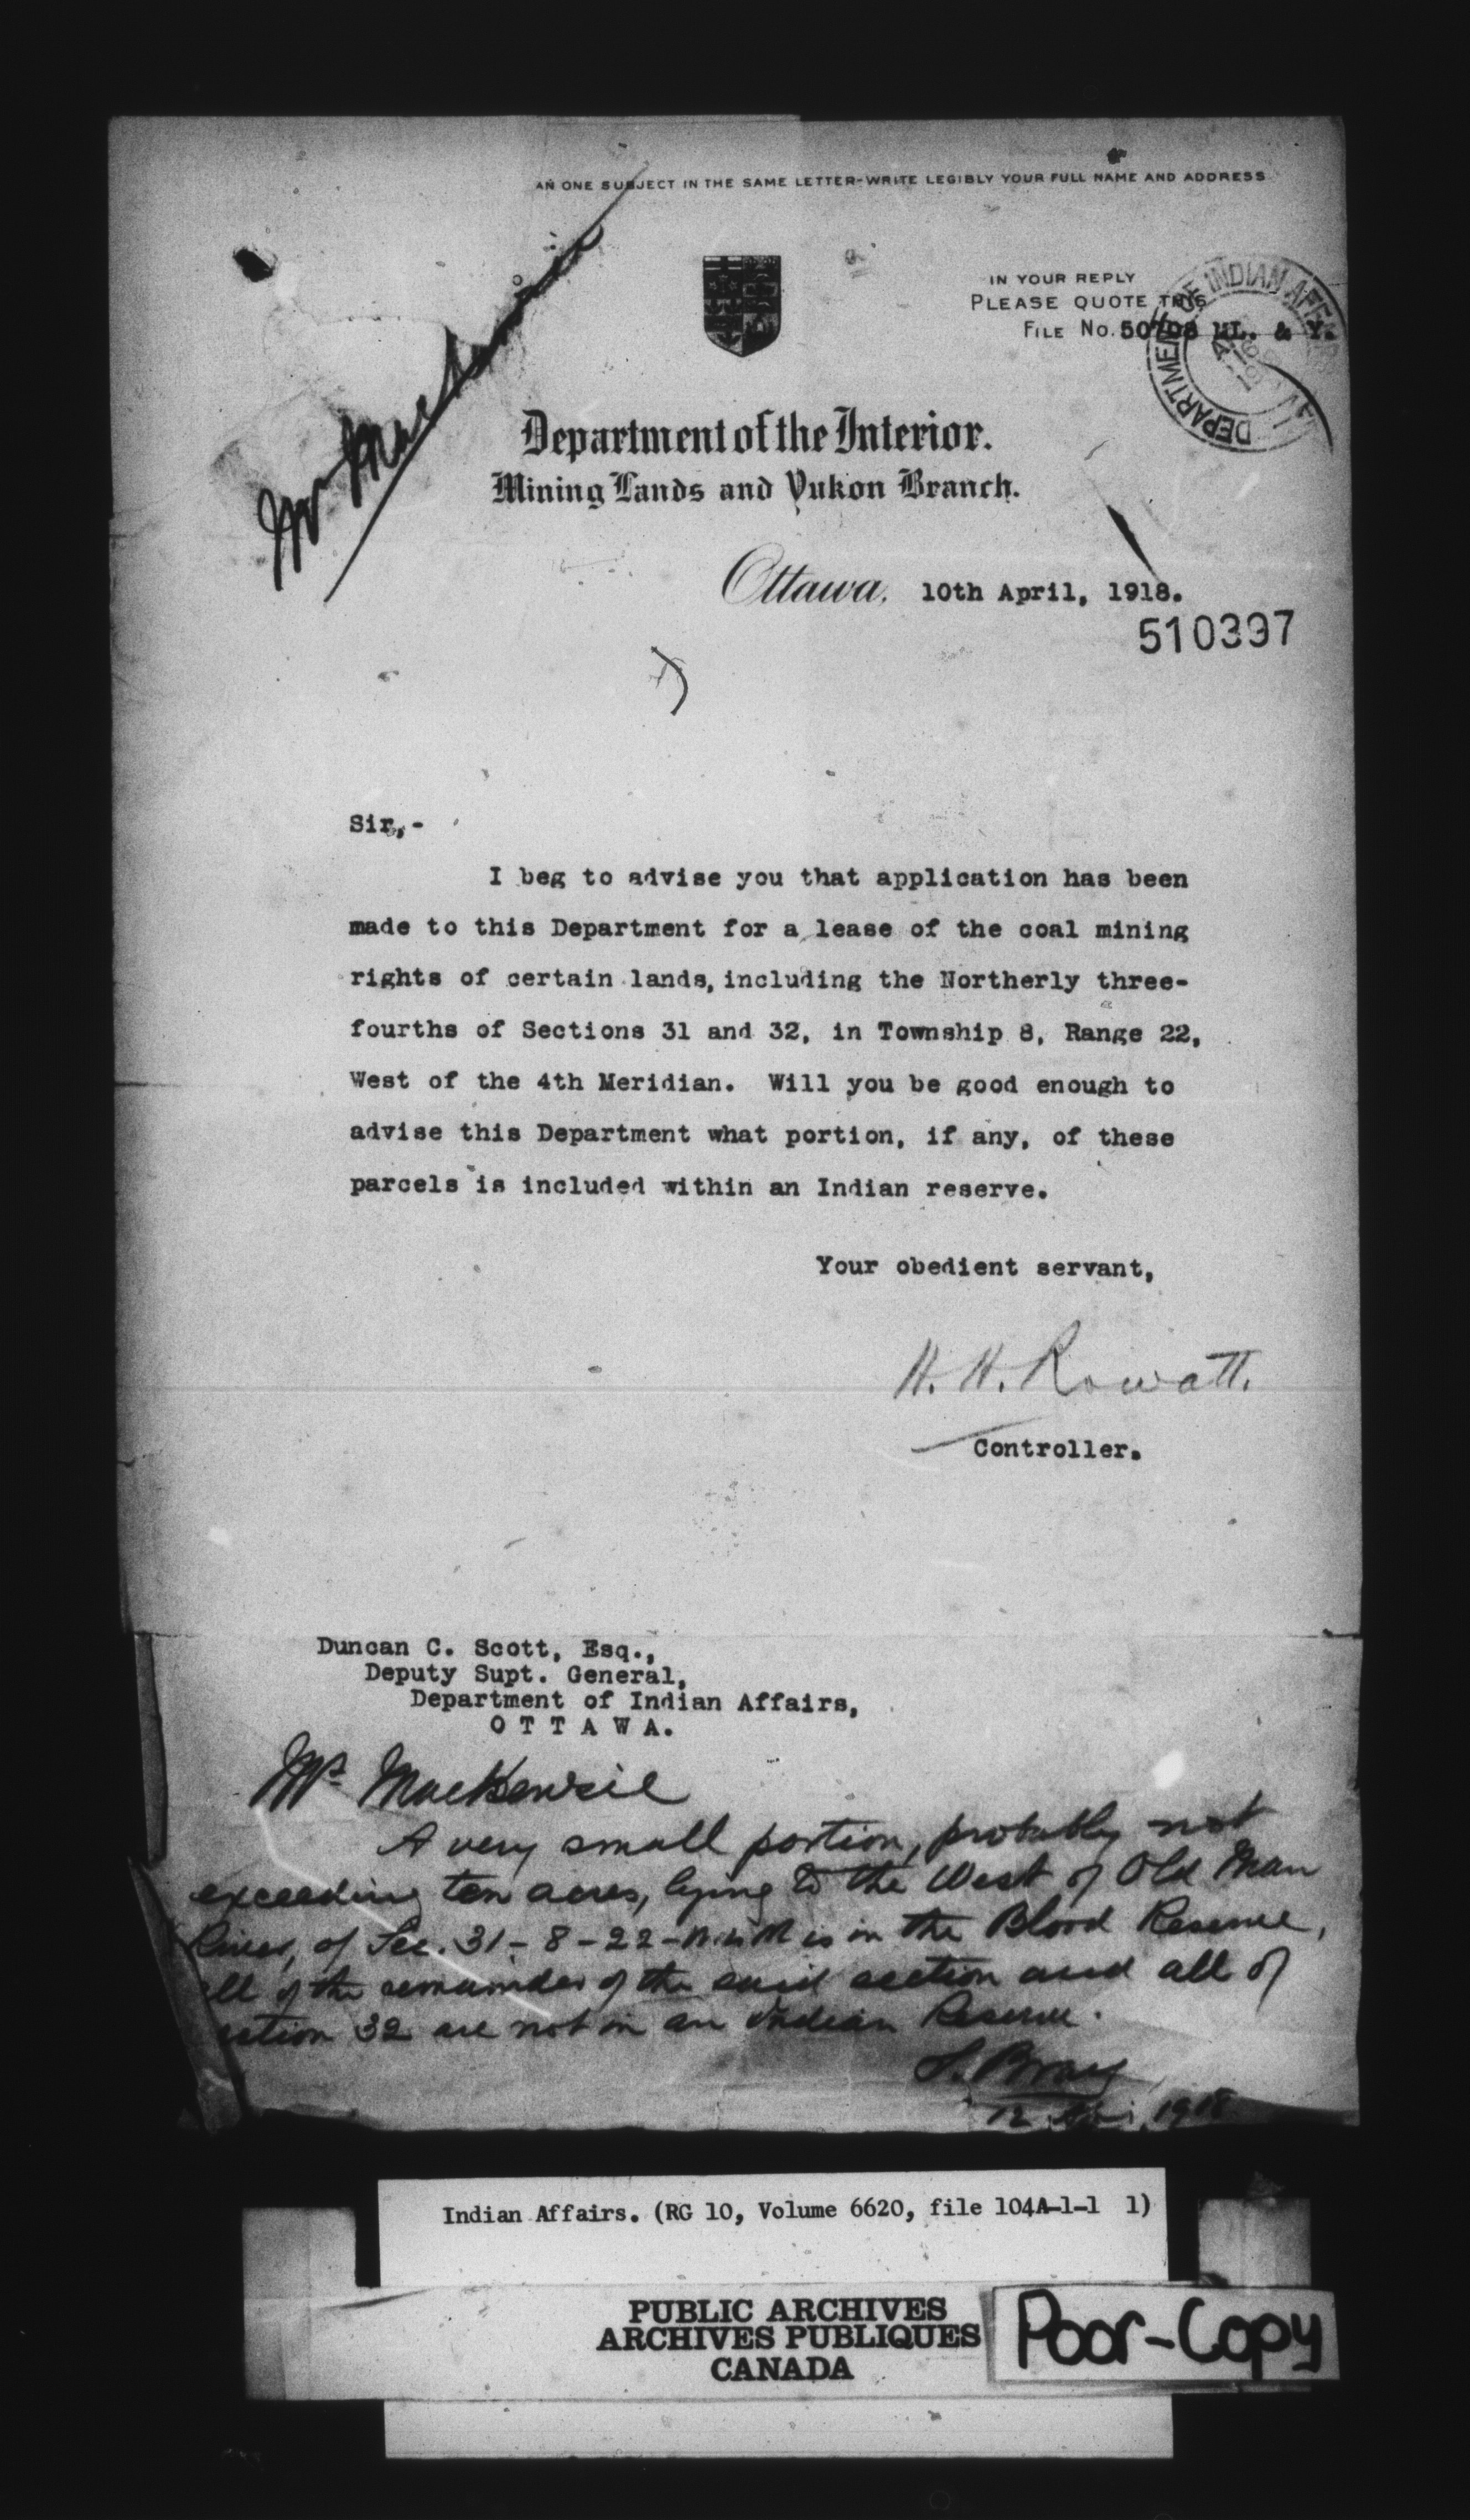 AN ONE SUBJECT IN THE SAME LETTER-WRITE LEGIBLY YOUR FULL NAME AND ADDRESS
IN YOUR REPLY
PLEASE QUOTE THIS
FILE No. 50708 ML. & Y.
DEPARTMENT OF INDIAN AFFAIRS
Department of the Interior.
Mining Lands and Yukon Branch.
Ottawa, 10th April, 1918.
510397
Sir,-
I beg to advise you that application has been
made to this Department for a lease of the coal mining
rights of certain lands, including the Northerly three-
fourths of Sections 31 and 32, in Township 8, Range 22,
West of the 4th Meridian. Will you be good enough to
advise this Department what portion, if any, of these
parcels is included within an Indian reserve.
Your obedient servant,
H. H. Rowatt.
Controller.
Duncan C. Scott, Esq.,
Deputy Supt. General,
Department of Indian Affairs,
O T T A W A.
Mr. MacKenzie
A very small portion, probably not
exceeding ten acres, lying to the West of Old Man
River, of Sec. 31-8-22-W.4.M is in the Blood Reserve,
all of the remainder of the said section and all of
section 32 are not in an Indian Reserve.
S. Bray
12 1918
Indian Affairs. (RG 10, Volume 6620, file 104A-1-1 1)
PUBLIC ARCHIVES
ARCHIVES PUBLIQUES
CANADA
Poor-Copy